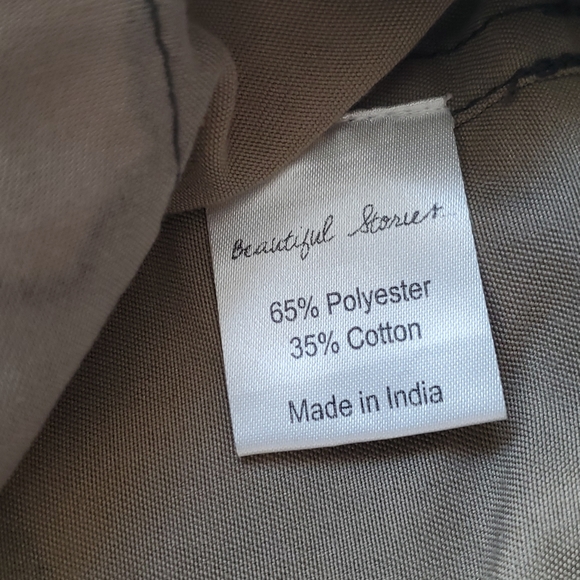 Beautiful Stories...
65% Polyester
35% Cotton
Made in India